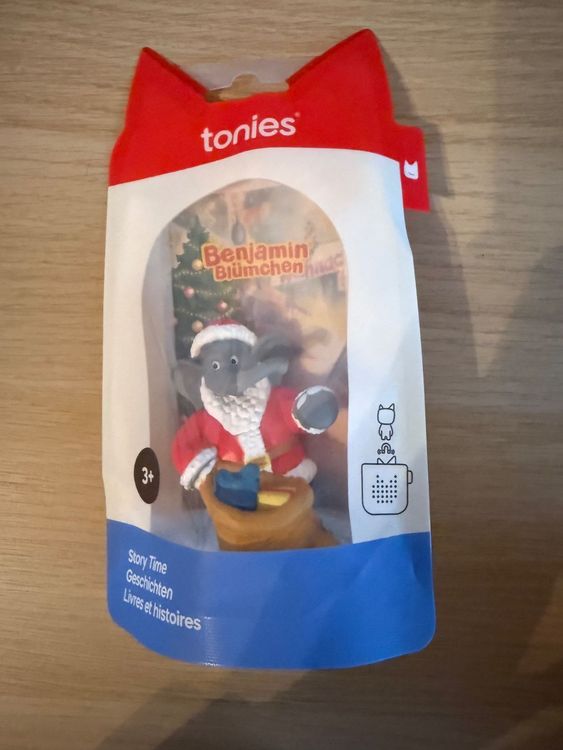 tonies®
Benjamin
Blümchen
3+
Story Time
Geschichten
Livres et histoires